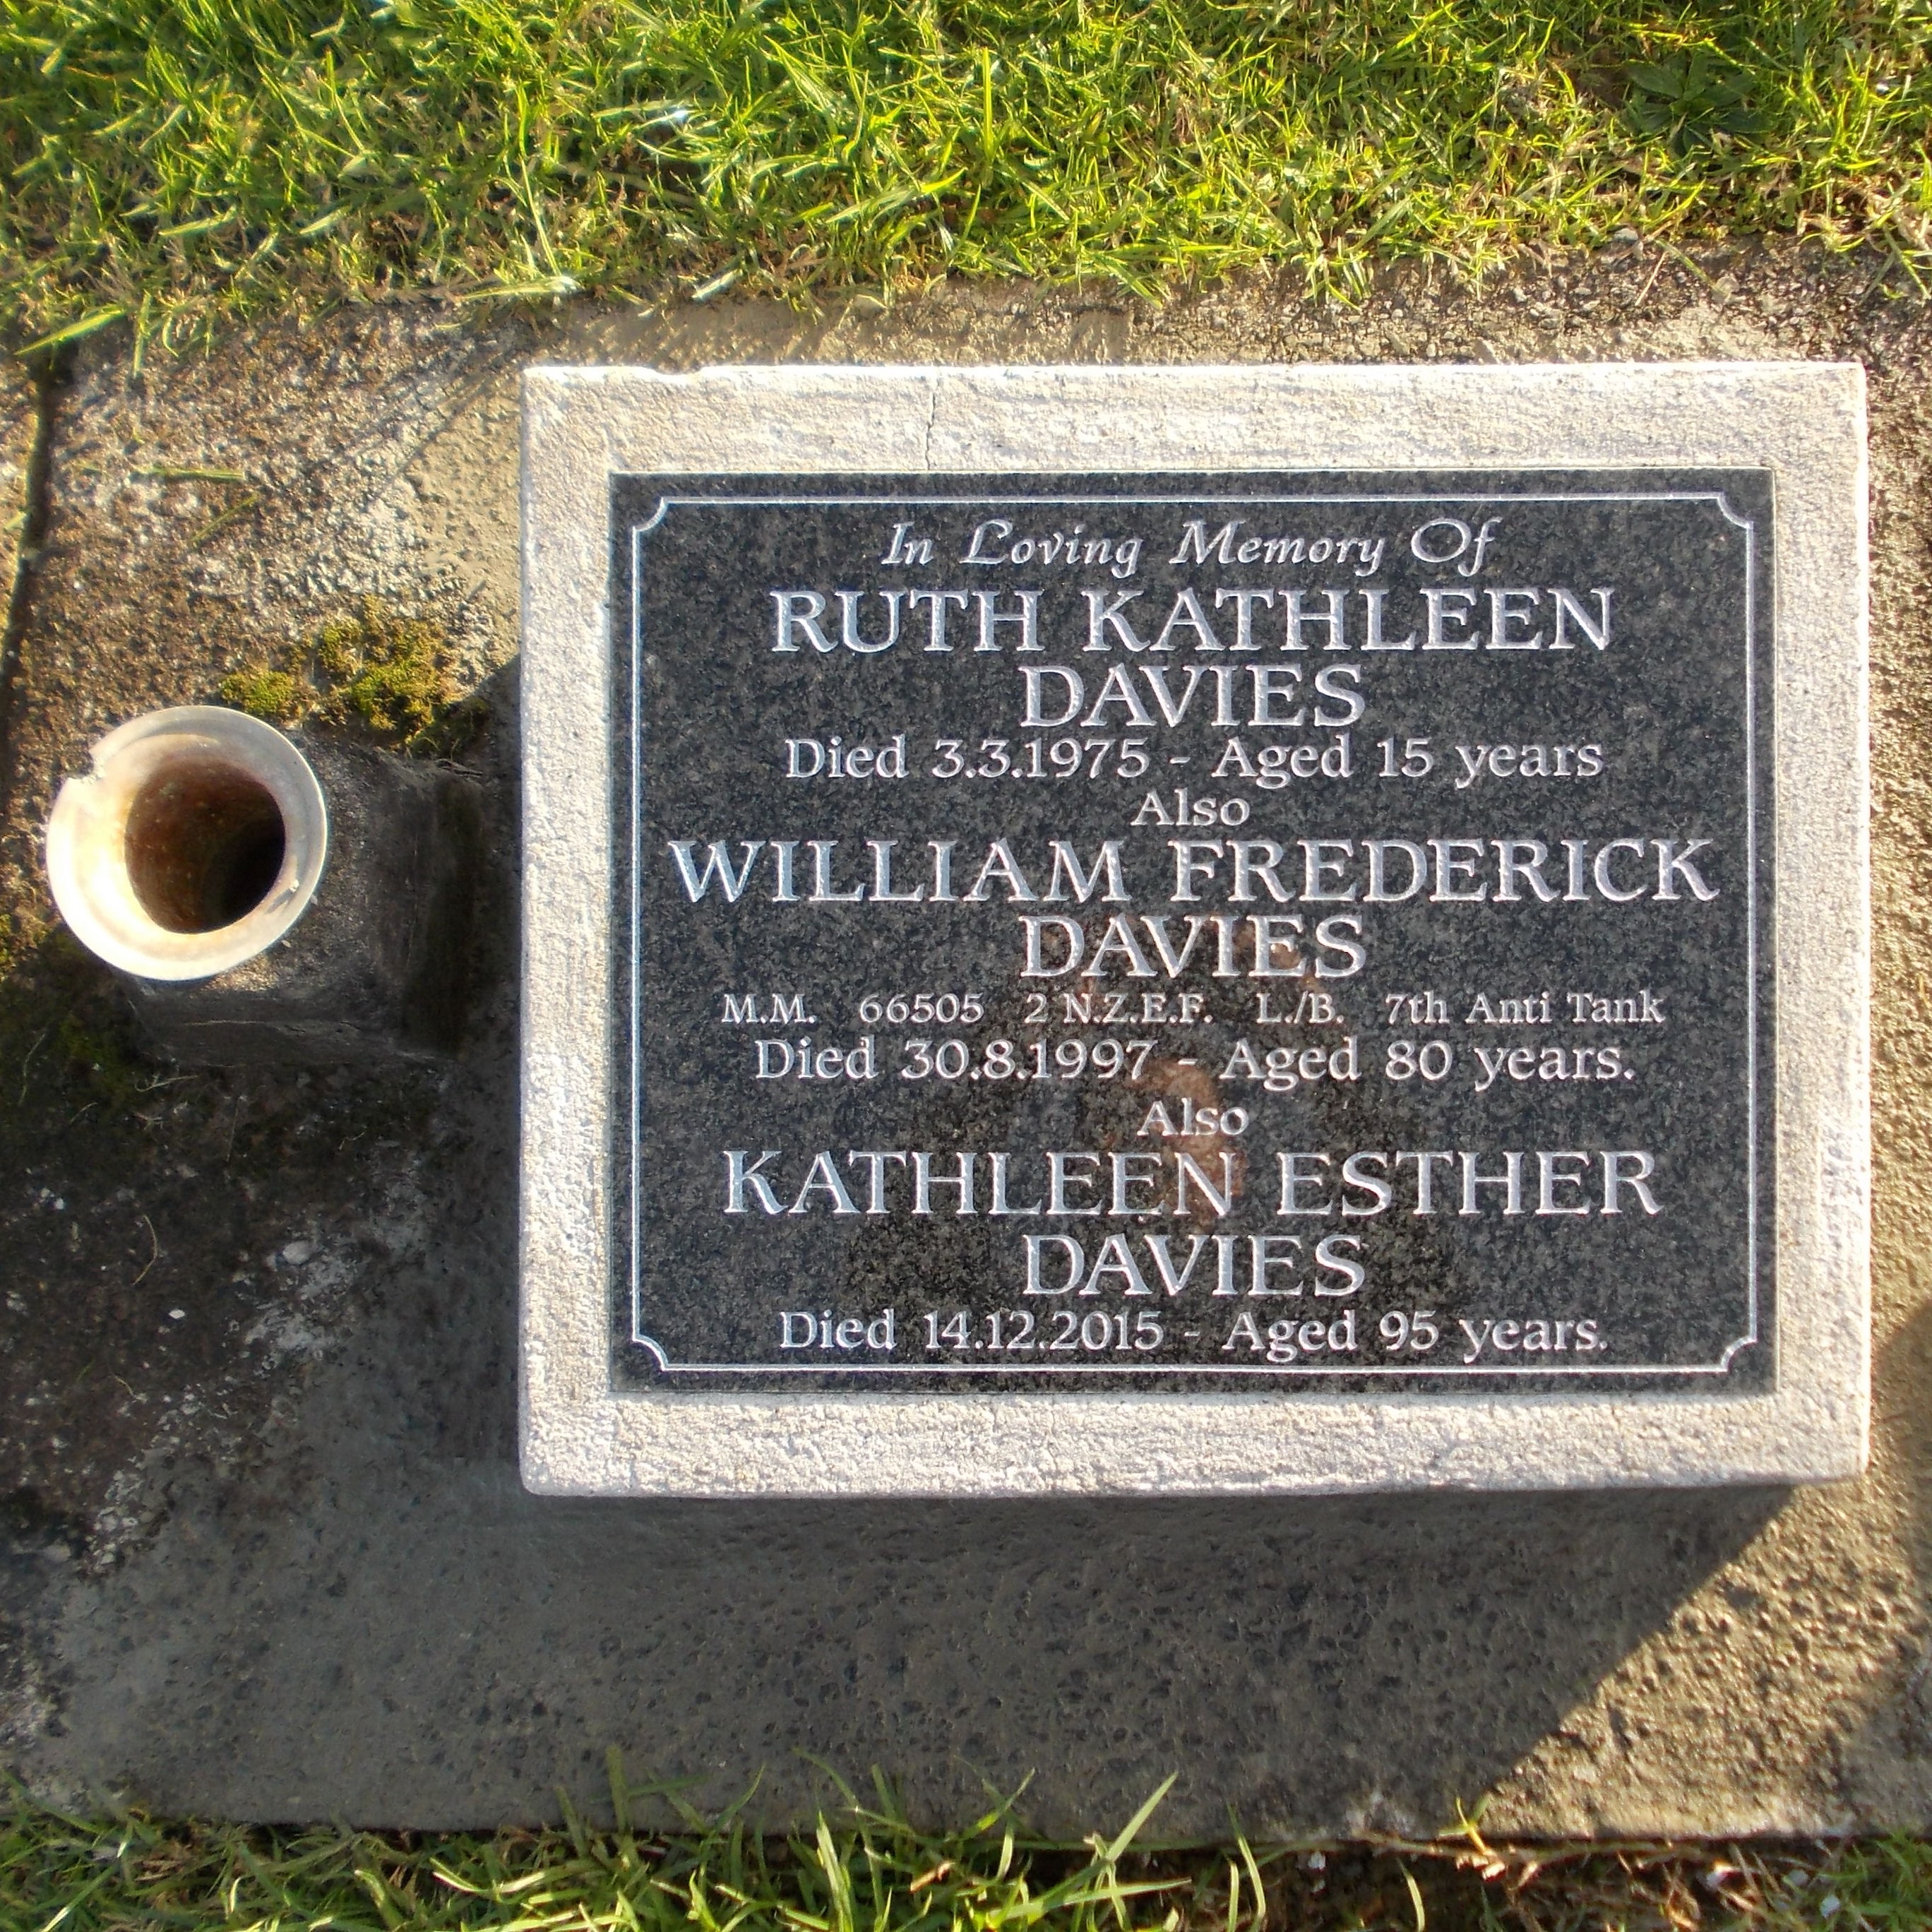 In Loving Memory Of
RUTH KATHLEEN
DAVIES
Died 3.3.1975 - Aged 15 years
Also
WILLIAM FREDERICK
DAVIES
M.M. 66505 2 N.Z.E.F. L./B. 7th Anti Tank
Died 30.8.1997 - Aged 80 years.
Also
KATHLEEN ESTHER
DAVIES
Died 14.12.2015 - Aged 95 years.